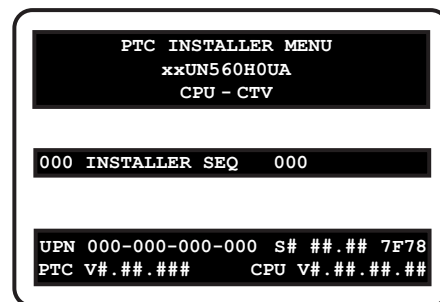 PTC INSTALLER MENU
xxUN560H0UA
CPU - CTV
000 INSTALLER SEQ 000
UPN 000-000-000-000 S# ##.## 7F78
PTC V#.##.### CPU V#.##.##.##